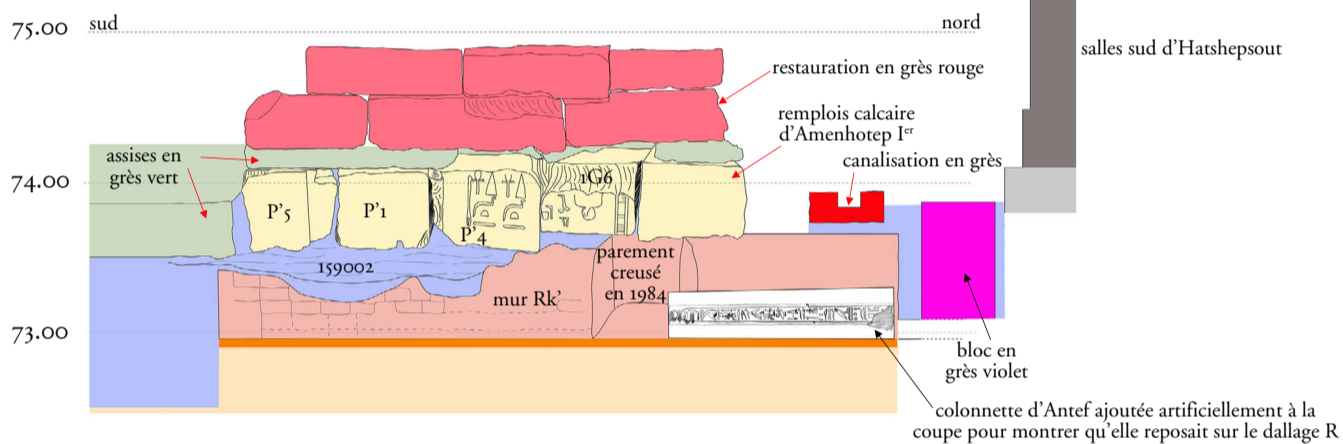 75.00
sud
nord
salles sud d'Hatshepsout
restauration en grès rouge
remplois calcaire
d'Amenhotep Iᵉʳ
canalisation en grès
assises en
grès vert
74.00
1G6
P'5
P'1
P'4
159002
parement
creusé
en 1984
mur Rk'
73.00
bloc en
grès violet
colonnette d'Antef ajoutée artificiellement à la
coupe pour montrer qu'elle reposait sur le dallage R